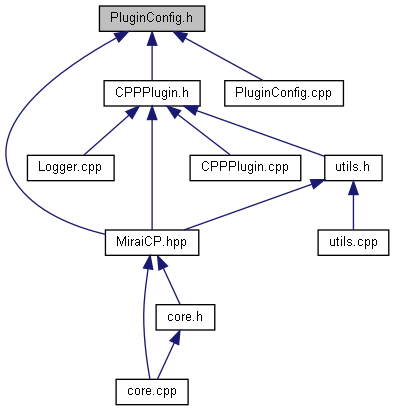 PluginConfig.h
CPPPlugin.h
PluginConfig.cpp
Logger.cpp
CPPPlugin.cpp
utils.h
MiraiCP.hpp
utils.cpp
core.h
core.cpp